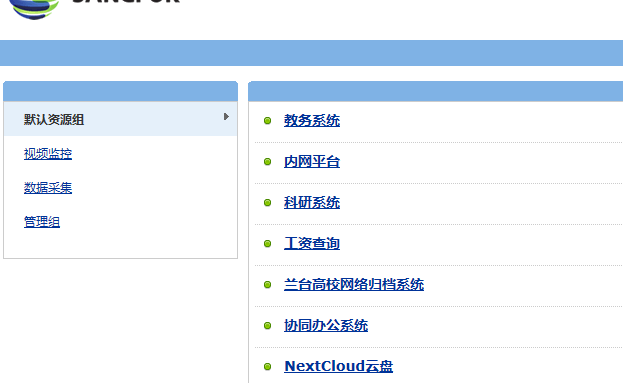 SANGFOR
默认资源组
视频监控
数据采集
管理组
教务系统
内网平台
科研系统
工资查询
兰台高校网络归档系统
协同办公系统
NextCloud云盘